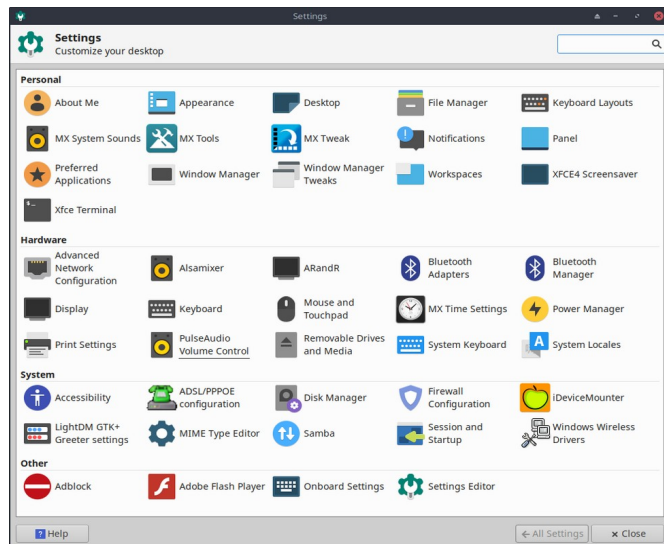 Settings
Settings
Customize your desktop
Personal
About Me
Appearance
Desktop
File Manager
Keyboard Layouts
MX System Sounds
MX Tools
MX Tweak
Notifications
Panel
Preferred
Applications
Window Manager
Window Manager
Tweaks
Workspaces
XFCE4 Screensaver
Xfce Terminal
Hardware
Advanced
Network
Configuration
Alsamixer
ARandR
Bluetooth
Adapters
Bluetooth
Manager
Display
Keyboard
Mouse and
Touchpad
MX Time Settings
Power Manager
Print Settings
PulseAudio
Volume Control
Removable Drives
and Media
System Keyboard
A
System Locales
System
Accessibility
ADSL/PPPOE
configuration
Disk Manager
Firewall
Configuration
iDeviceMounter
LightDM GTK+
Greeter settings
MIME Type Editor
Samba
Session and
Startup
Windows Wireless
Drivers
Other
Adblock
Adobe Flash Player
Onboard Settings
Settings Editor
? Help
← All Settings
× Close